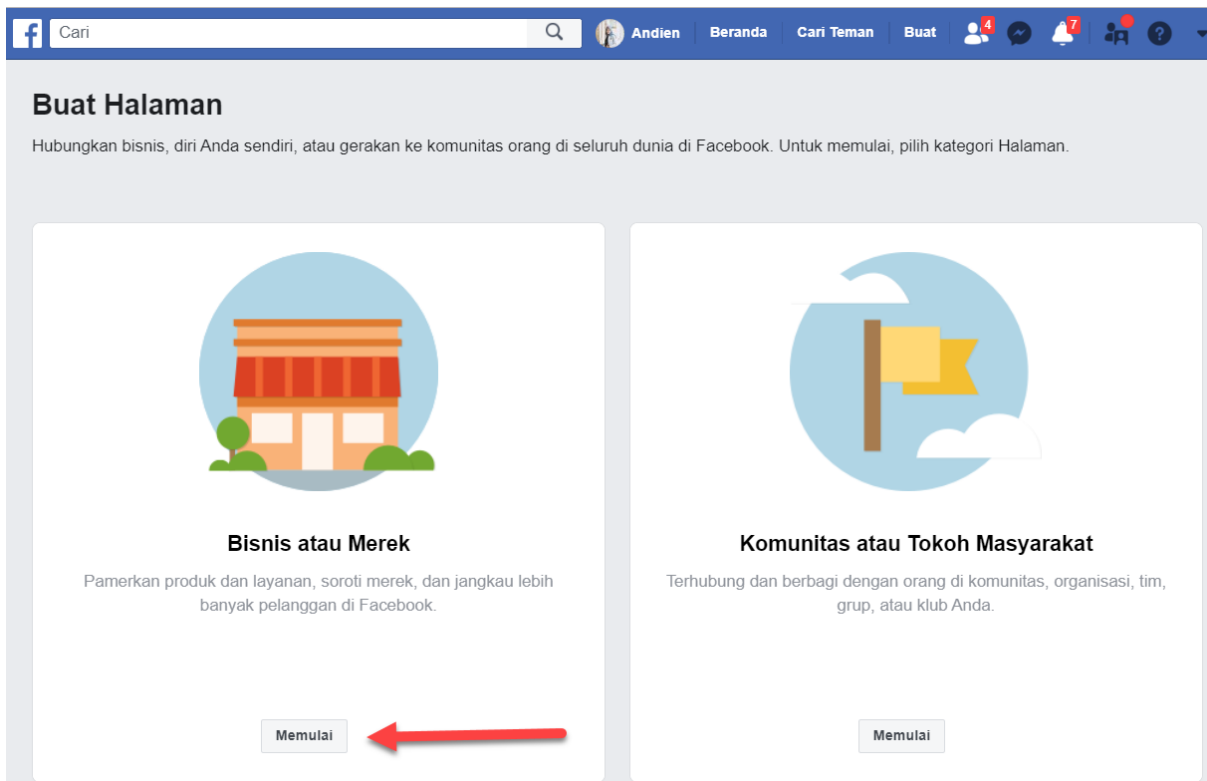 Cari
Andien
Beranda
Cari Teman
Buat
4
7
Buat Halaman
Hubungkan bisnis, diri Anda sendiri, atau gerakan ke komunitas orang di seluruh dunia di Facebook. Untuk memulai, pilih kategori Halaman.
Bisnis atau Merek
Pamerkan produk dan layanan, soroti merek, dan jangkau lebih
banyak pelanggan di Facebook.
Memulai
Komunitas atau Tokoh Masyarakat
Terhubung dan berbagi dengan orang di komunitas, organisasi, tim,
grup, atau klub Anda.
Memulai